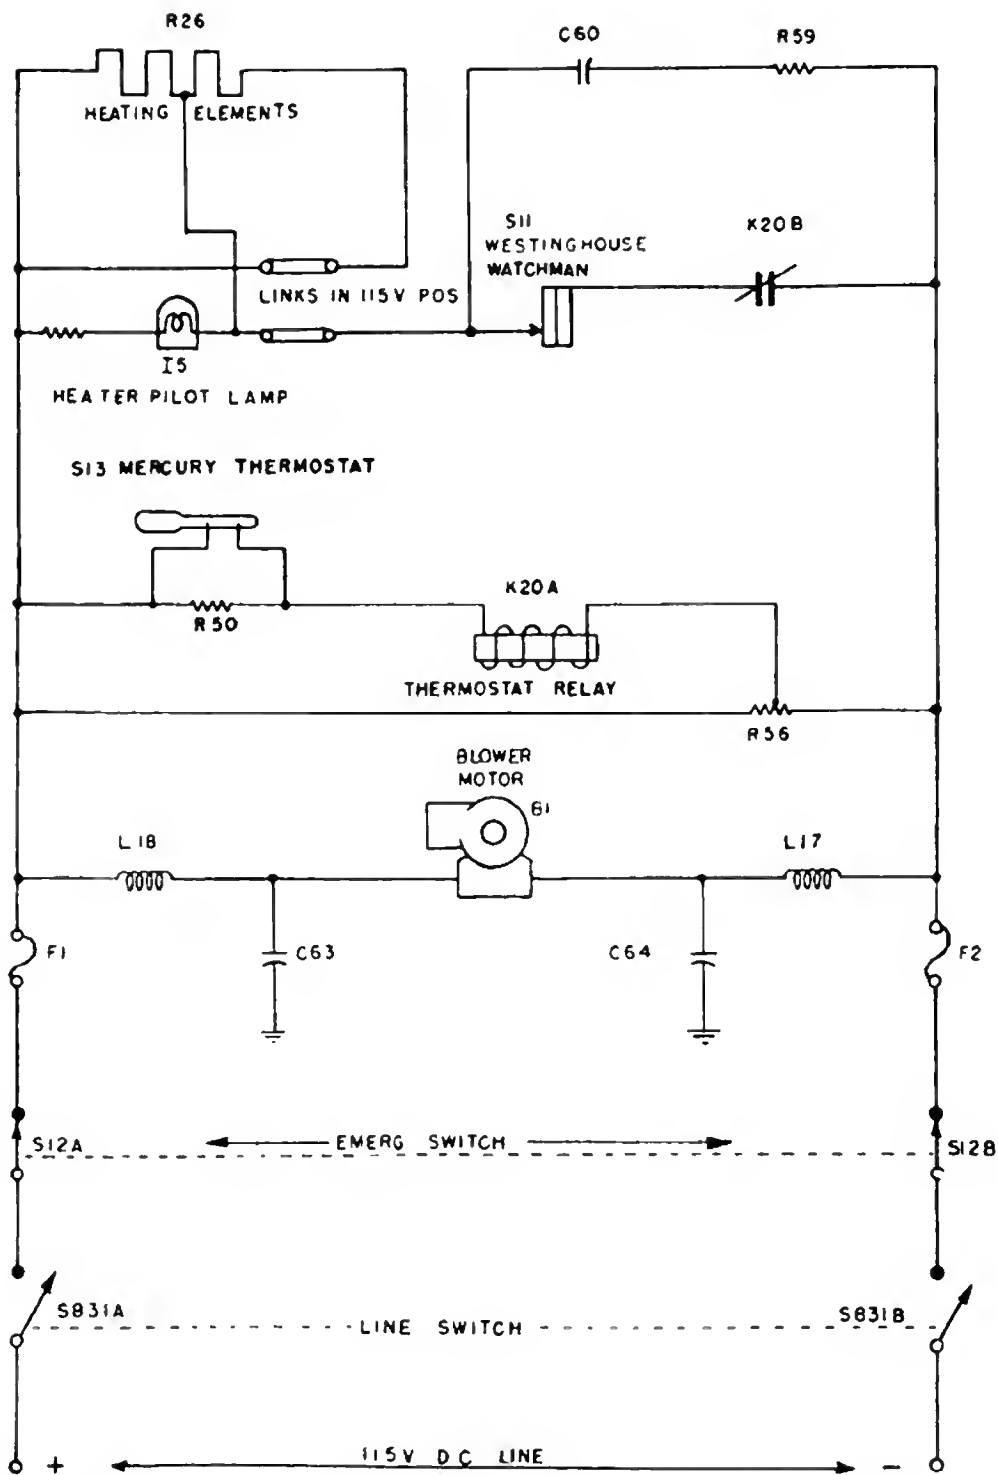 R26
C60
R59
HEATING ELEMENTS
S11
WESTINGHOUSE
WATCHMAN
K20B
LINKS IN 115V POS
I5
HEATER PILOT LAMP
S13 MERCURY THERMOSTAT
K20A
R50
THERMOSTAT RELAY
R56
BLOWER
MOTOR
B1
L18
L17
F1
C63
C64
F2
S12A
EMERG SWITCH
S12B
S831A
LINE SWITCH
S831B
+
115V DC LINE
-